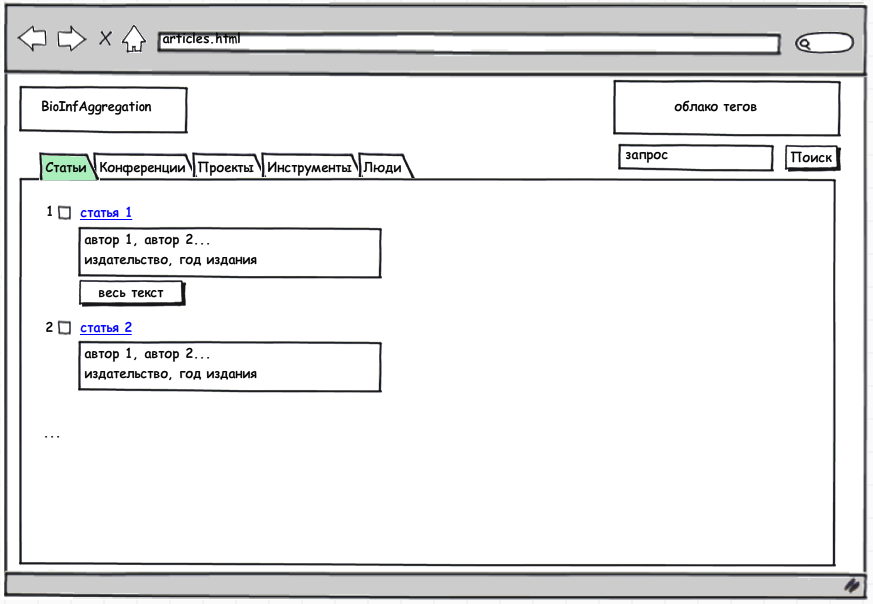 articles.html
BioInfAggregation
облако тегов
запрос
Поиск
Статьи Конференции Проекты Инструменты Люди
1 статья 1
автор 1, автор 2...
издательство, год издания
весь текст
2 статья 2
автор 1, автор 2...
издательство, год издания
...